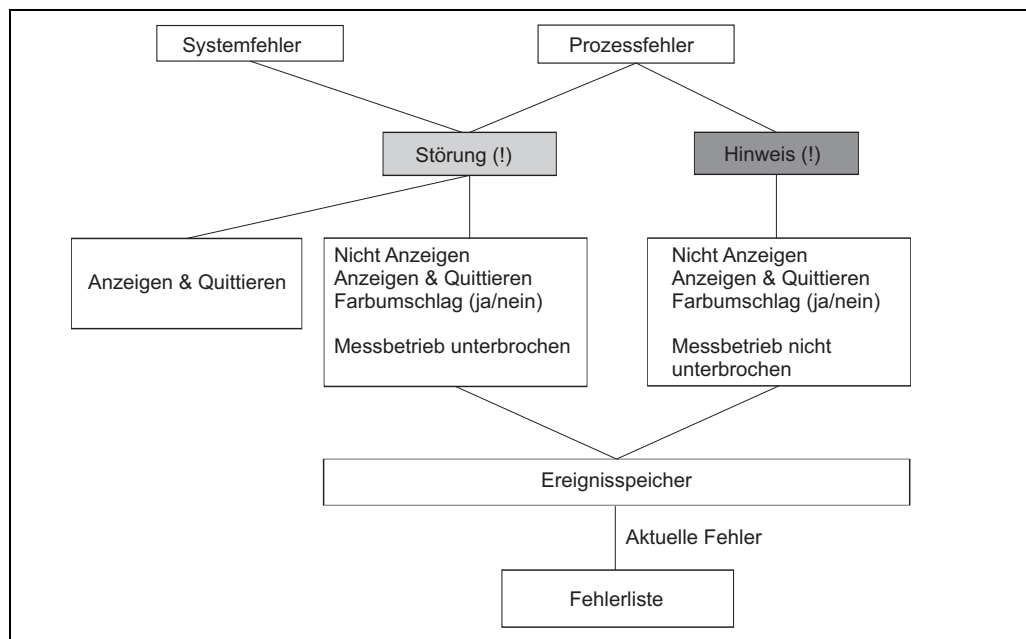 Systemfehler
Prozessfehler
Störung (!)
Hinweis (!)
Anzeigen & Quittieren
Nicht Anzeigen
Anzeigen & Quittieren
Farbumschlag (ja/nein)
Messbetrieb unterbrochen
Nicht Anzeigen
Anzeigen & Quittieren
Farbumschlag (ja/nein)
Messbetrieb nicht
unterbrochen
Ereignisspeicher
Aktuelle Fehler
Fehlerliste